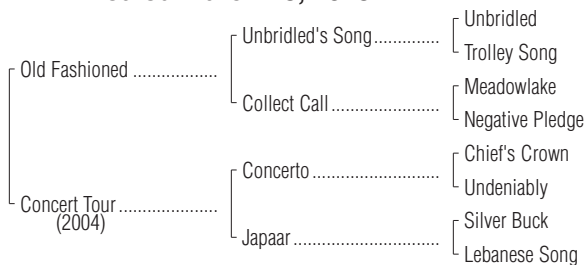 Unbridled
Unbridled's Song
Trolley Song
Old Fashioned
Meadowlake
Collect Call
Negative Pledge
Chief's Crown
Concerto
Undeniably
Concert Tour
(2004)
Silver Buck
Japaar
Lebanese Song